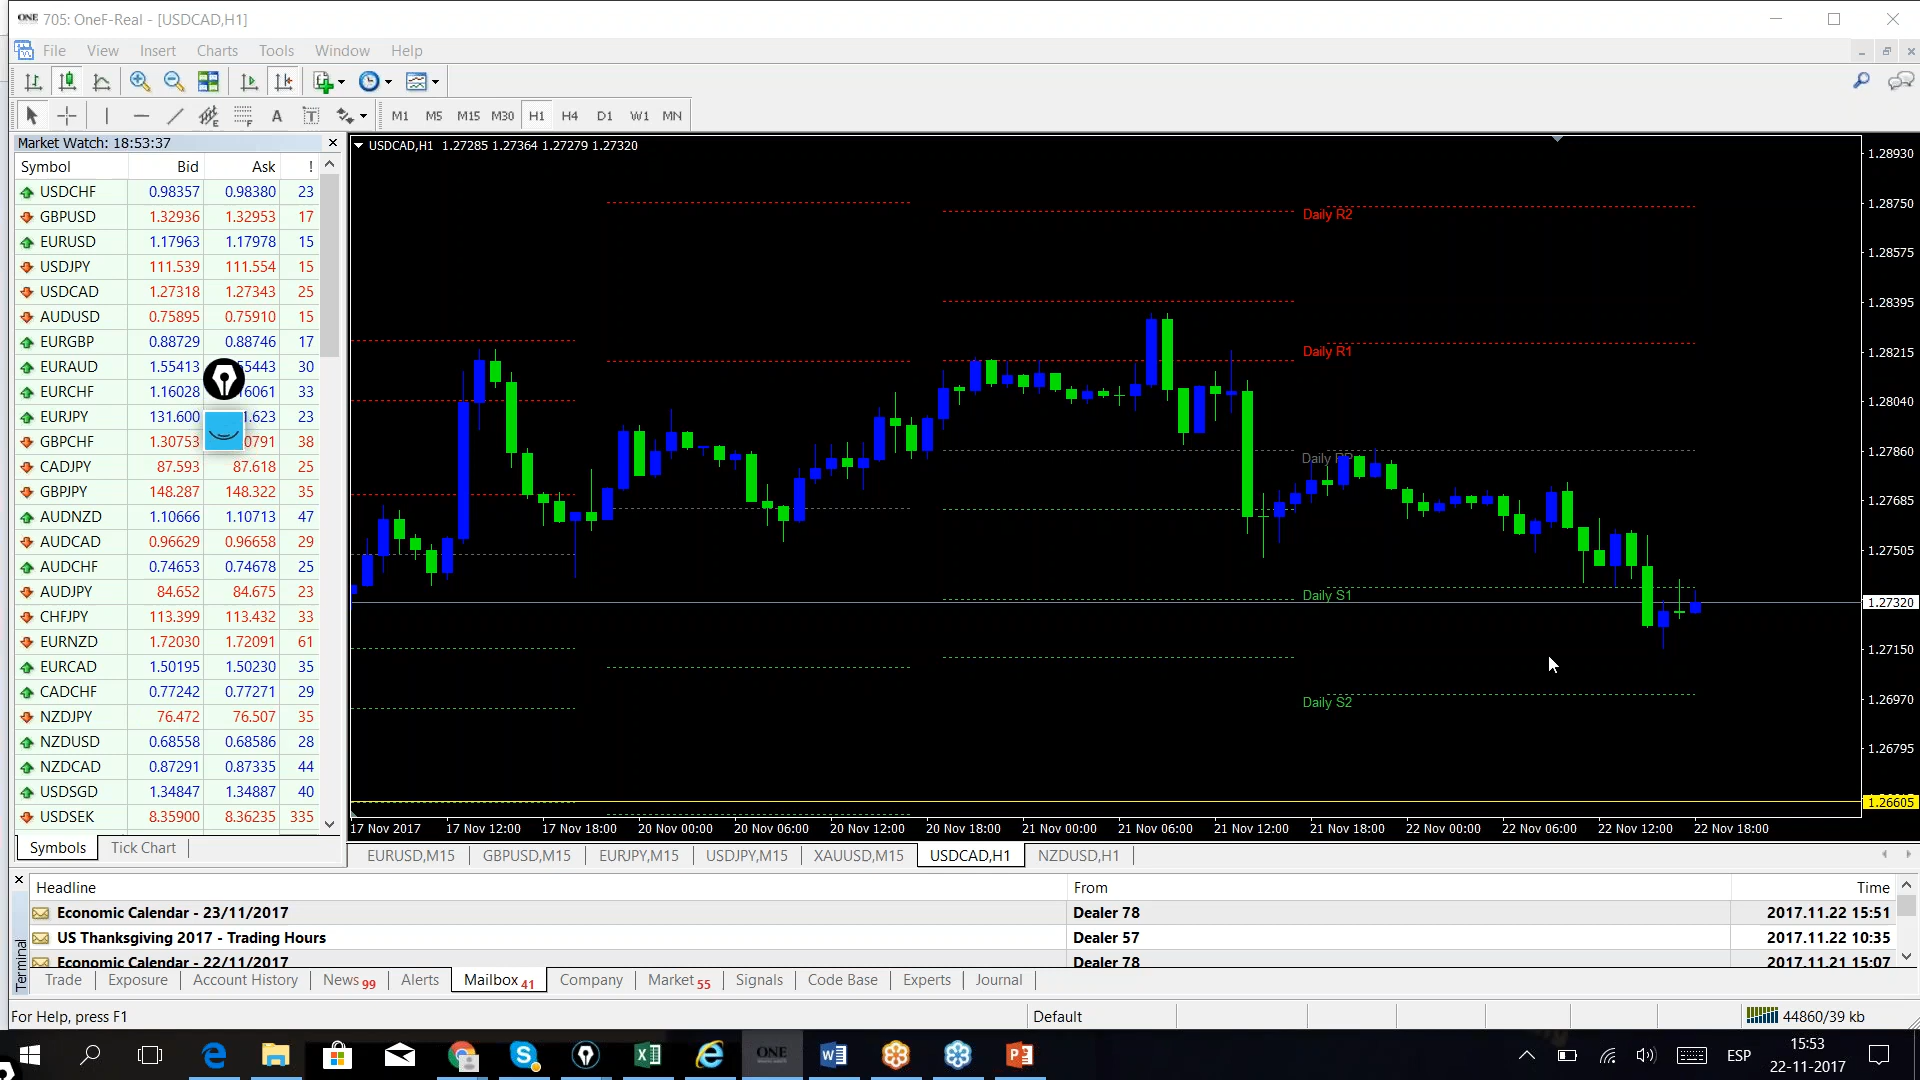 ONE 705: OneF-Real - [USDCAD,H1]
File View Insert Charts Tools Window Help
E F A T M1 M5 M15 M30 H1 H4 D1 W1 MN
Market Watch: 18:53:37
Symbol Bid Ask !
USDCHF 0.98357 0.98380 23
GBPUSD 1.32936 1.32953 17
EURUSD 1.17963 1.17978 15
USDJPY 111.539 111.554 15
USDCAD 1.27318 1.27343 25
AUDUSD 0.75895 0.75910 15
EURGBP 0.88729 0.88746 17
EURAUD 1.55413 5443 30
EURCHF 1.16028 6061 33
EURJPY 131.600 1.623 23
GBPCHF 1.30753 0791 38
CADJPY 87.593 87.618 25
GBPJPY 148.287 148.322 35
AUDNZD 1.10666 1.10713 47
AUDCAD 0.96629 0.96658 29
AUDCHF 0.74653 0.74678 25
AUDJPY 84.652 84.675 23
CHFJPY 113.399 113.432 33
EURNZD 1.72030 1.72091 61
EURCAD 1.50195 1.50230 35
CADCHF 0.77242 0.77271 29
NZDJPY 76.472 76.507 35
NZDUSD 0.68558 0.68586 28
NZDCAD 0.87291 0.87335 44
USDSGD 1.34847 1.34887 40
USDSEK 8.35900 8.36235 335
Symbols Tick Chart
USDCAD,H1 1.27285 1.27364 1.27279 1.27320
Daily R2
Daily R1
Daily
Daily S1
Daily S2
1.28930
1.28750
1.28575
1.28395
1.28215
1.28040
1.27860
1.27685
1.27505
1.27320
1.27150
1.26970
1.26795
1.26605
17 Nov 2017 17 Nov 12:00 17 Nov 18:00 20 Nov 00:00 20 Nov 06:00 20 Nov 12:00 20 Nov 18:00 21 Nov 00:00 21 Nov 06:00 21 Nov 12:00 21 Nov 18:00 22 Nov 00:00 22 Nov 06:00 22 Nov 12:00 22 Nov 18:00
EURUSD,M15 GBPUSD,M15 EURJPY,M15 USDJPY,M15 XAUUSD,M15 USDCAD,H1 NZDUSD,H1
Terminal
Headline From Time
Economic Calendar - 23/11/2017 Dealer 78 2017.11.22 15:51
US Thanksgiving 2017 - Trading Hours Dealer 57 2017.11.22 10:35
Economic Calendar - 22/11/2017 Dealer 78 2017.11.21 15:07
Trade Exposure Account History News 99 Alerts Mailbox 41 Company Market 55 Signals Code Base Experts Journal
For Help, press F1 Default 44860/39 kb
ONE ESP 15:53
22-11-2017